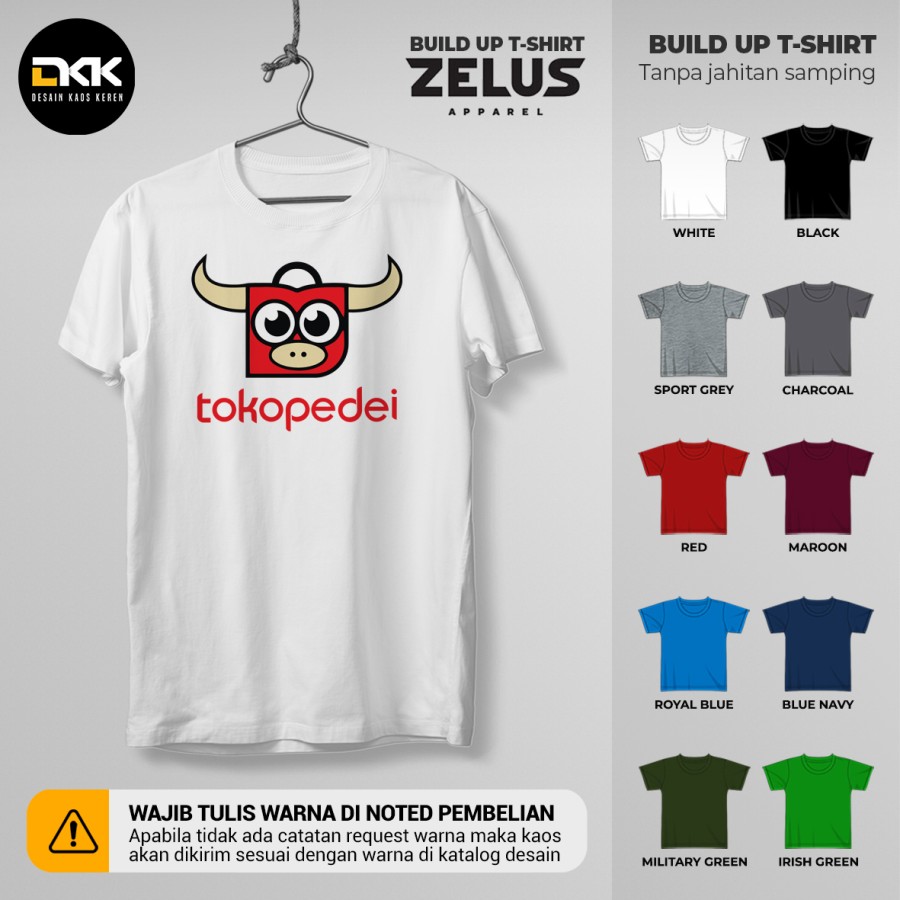 DKK
DESAIN KAOS KEREN
BUILD UP T-SHIRT
ZELUS
APPAREL
tokopedei
BUILD UP T-SHIRT
Tanpa jahitan samping
WHITE
BLACK
SPORT GREY
CHARCOAL
RED
MAROON
ROYAL BLUE
BLUE NAVY
MILITARY GREEN
IRISH GREEN
WAJIB TULIS WARNA DI NOTED PEMBELIAN
Apabila tidak ada catatan request warna maka kaos
akan dikirim sesuai dengan warna di katalog desain